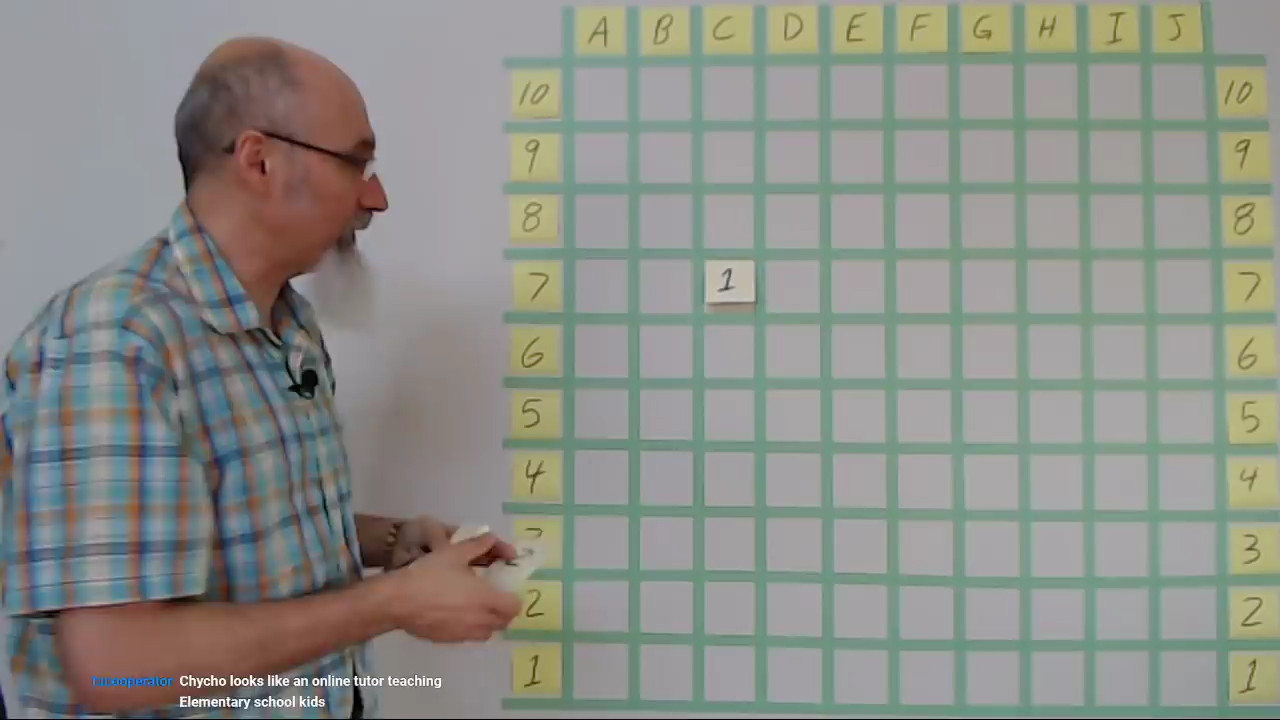 A B C D E F G H I J
10 10
9 9
8 8
7 1 7
6 6
5 5
4 4
3
2 2
1 1
Chycho looks like an online tutor teaching
Elementary school kids